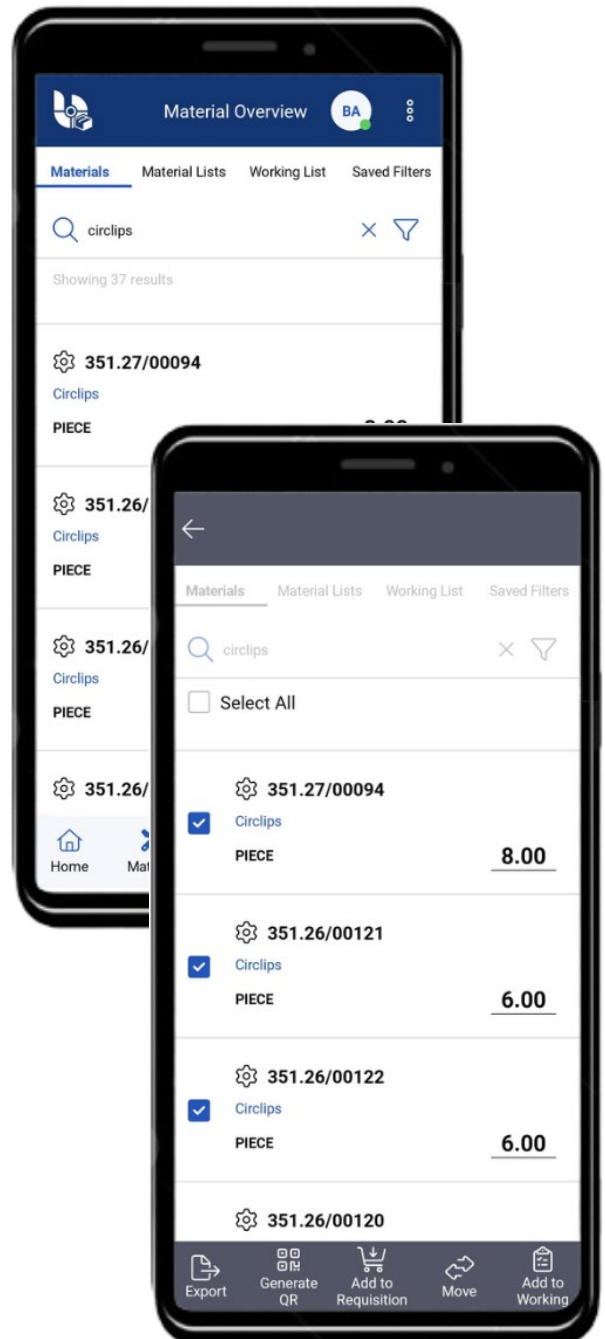 Material Overview BA
Materials Material Lists Working List Saved Filters
circlips
Showing 37 results
351.27/00094
Circlips
PIECE
351.26/
Circlips
PIECE
351.26/
Circlips
PIECE
351.26/
Home
Materials Material Lists Working List Saved Filters
circlips
Select All
351.27/00094
Circlips
PIECE 8.00
351.26/00121
Circlips
PIECE 6.00
351.26/00122
Circlips
PIECE 6.00
351.26/00120
Export Generate QR Add to Requisition Move Add to Working